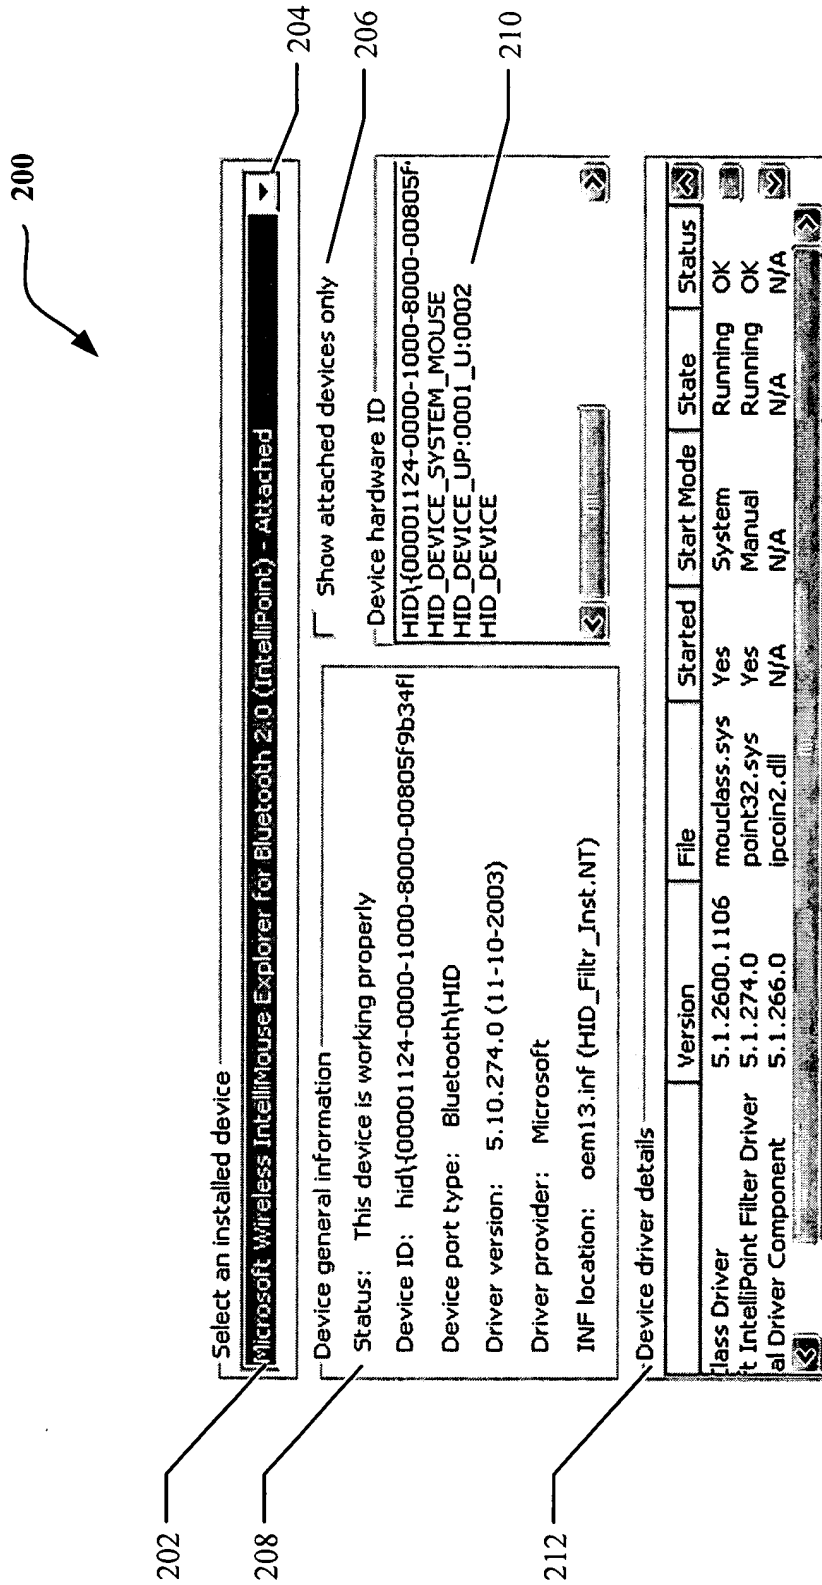 200
Select an installed device
Microsoft Wireless IntelliMouse Explorer for Bluetooth 2.0 (IntelliPoint) - Attached
202
204
Device general information
Status: This device is working properly
Device ID: hid\{00001124-0000-1000-8000-00805f9b34fl
Device port type: Bluetooth\HID
Driver version: 5.10.274.0 (11-10-2003)
Driver provider: Microsoft
INF location: oem13.inf (HID_Filtr_Inst.NT)
208
Show attached devices only
206
Device hardware ID
HID\{00001124-0000-1000-8000-00805f
HID_DEVICE_SYSTEM_MOUSE
HID_DEVICE_UP:0001_U:0002
HID_DEVICE
210
Device driver details
212
Version File Started Start Mode State Status
lass Driver 5.1.2600.1106 mouclass.sys Yes System Running OK
t IntelliPoint Filter Driver 5.1.274.0 point32.sys Yes Manual Running OK
al Driver Component 5.1.266.0 ipcoin2.dll N/A N/A N/A N/A